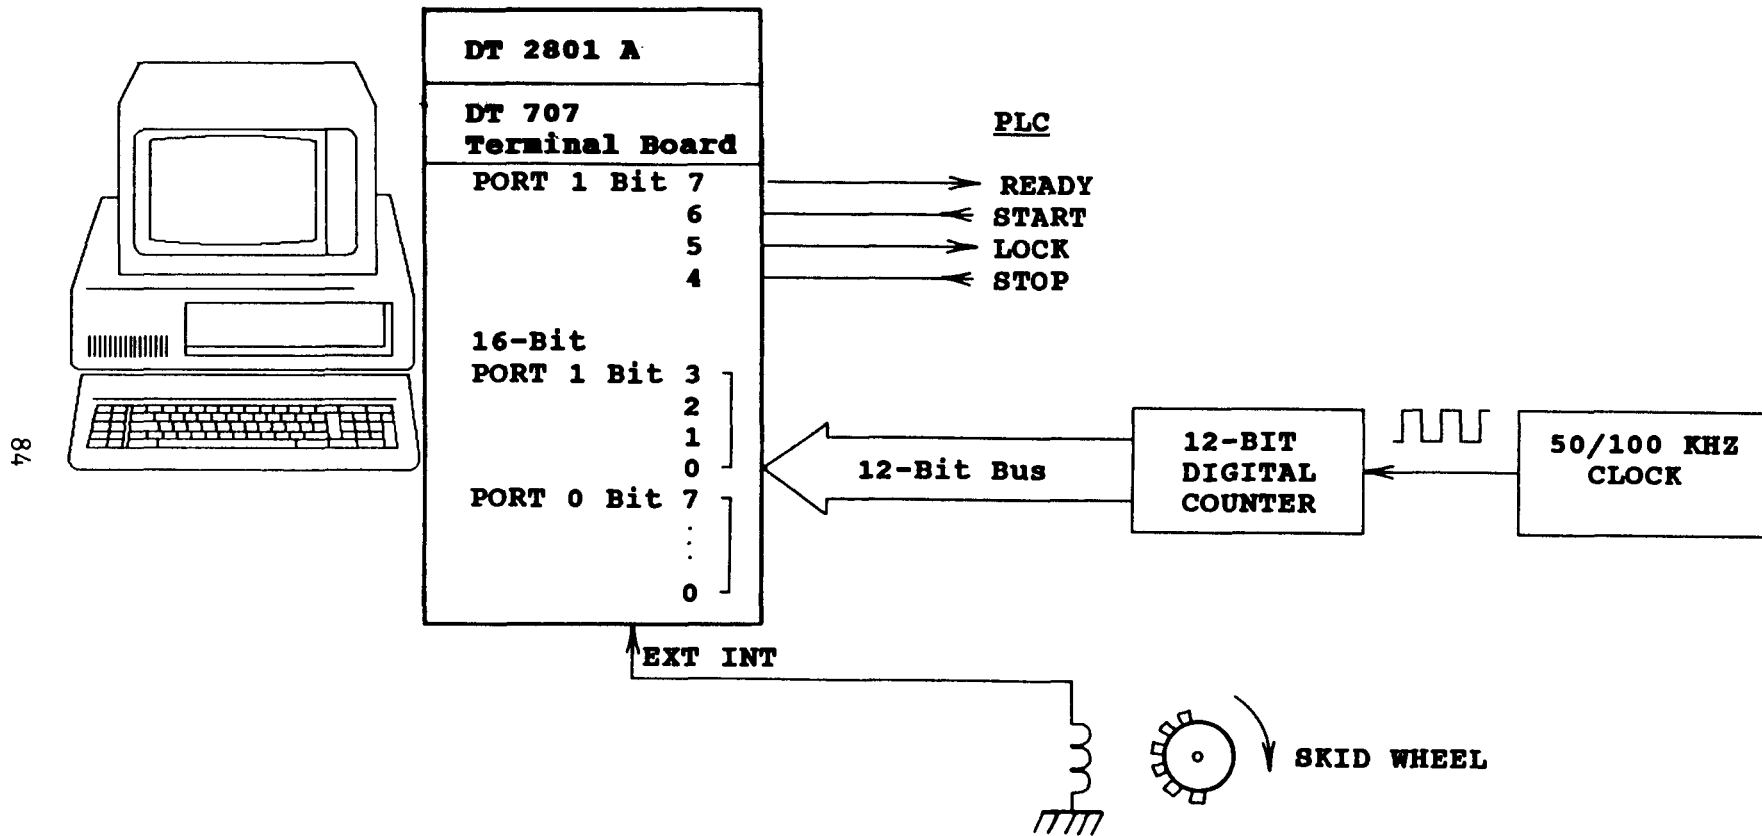 DT 2801 A
DT 707
Terminal Board
PLC
PORT 1 Bit 7
READY
6
START
5
LOCK
4
STOP
16-Bit
PORT 1 Bit 3
2
1
0
PORT 0 Bit 7
0
12-Bit Bus
12-BIT
DIGITAL
COUNTER
50/100 KHZ
CLOCK
EXT INT
SKID WHEEL
84